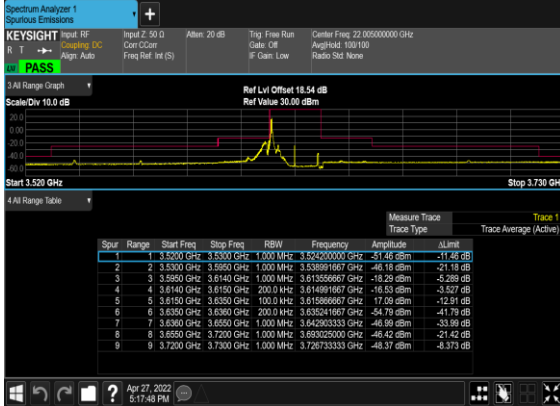 Spectrum Analyzer 1
Spurious Emissions
+
KEYSIGHT Input: RF Input Z: 50 Ω Atten: 20 dB Trig: Free Run Center Freq: 22.005000000 GHz
R T Coupling: DC Corr CCorr Gate: Off Avg|Hold: 100/100
Align: Auto Freq Ref: Int (S) IF Gain: Low Radio Std: None
PASS
3 All Range Graph
Ref Lvl Offset 18.54 dB
Scale/Div 10.0 dB Ref Value 30.00 dBm
20.0
0.00
-20.0
-40.0
-60.0
Start 3.520 GHz Stop 3.730 GH
4 All Range Table
Measure Trace Trace 1
Trace Type Trace Average (Active)
Spur Range Start Freq Stop Freq RBW Frequency Amplitude ΔLimit
1 1 3.5200 GHz 3.5300 GHz 1.000 MHz 3.524200000 GHz -51.46 dBm -11.46 dB
2 2 3.5300 GHz 3.5950 GHz 1.000 MHz 3.538991667 GHz -46.18 dBm -21.18 dB
3 3 3.5950 GHz 3.6140 GHz 1.000 MHz 3.613556667 GHz -18.29 dBm -5.289 dB
4 4 3.6140 GHz 3.6150 GHz 200.0 kHz 3.614991667 GHz -16.53 dBm -3.527 dB
5 5 3.6150 GHz 3.6350 GHz 100.0 kHz 3.615866667 GHz 17.09 dBm -12.91 dB
6 6 3.6350 GHz 3.6360 GHz 200.0 kHz 3.635241667 GHz -54.79 dBm -41.79 dB
7 7 3.6360 GHz 3.6550 GHz 1.000 MHz 3.642903333 GHz -46.99 dBm -33.99 dB
8 8 3.6550 GHz 3.7200 GHz 1.000 MHz 3.693025000 GHz -46.42 dBm -21.42 dB
9 9 3.7200 GHz 3.7300 GHz 1.000 MHz 3.726733333 GHz -48.37 dBm -8.373 dB
? Apr 27, 2022
5:17:48 PM